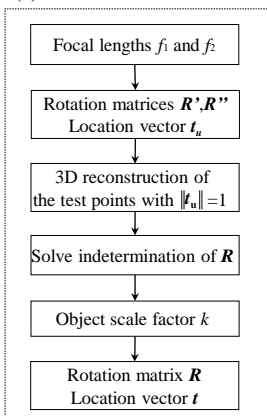 Focal lengths f1 and f2
Rotation matrices R',R''
Location vector tu
3D reconstruction of
the test points with ||tu|| =1
Solve indetermination of R
Object scale factor k
Rotation matrix R
Location vector t